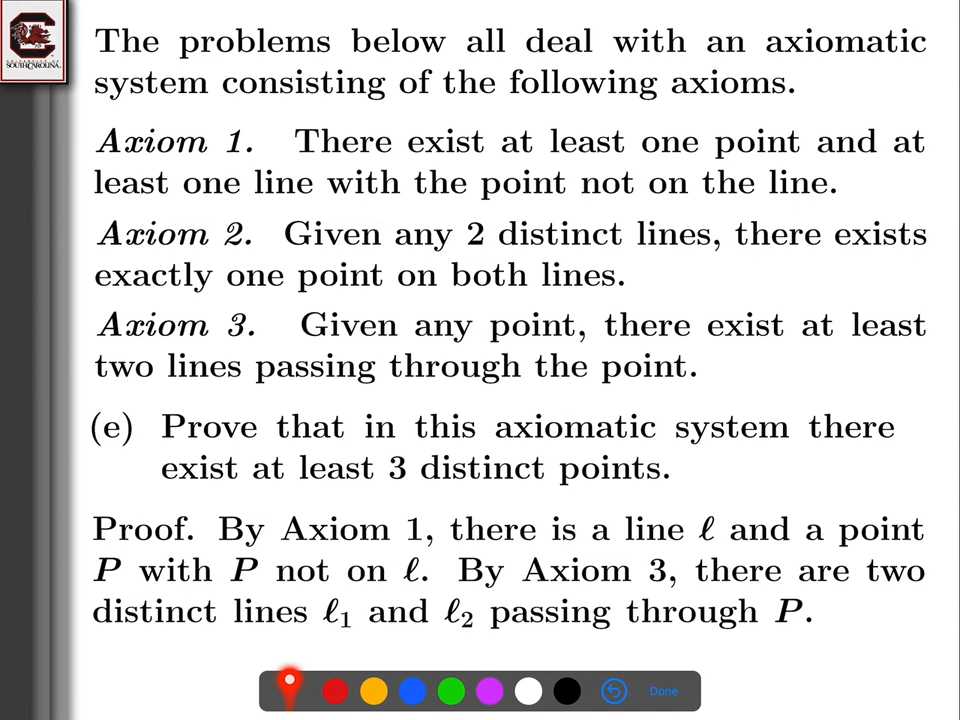 SOUTH CAROLINA
The problems below all deal with an axiomatic
system consisting of the following axioms.
Axiom 1. There exist at least one point and at
least one line with the point not on the line.
Axiom 2. Given any 2 distinct lines, there exists
exactly one point on both lines.
Axiom 3. Given any point, there exist at least
two lines passing through the point.
(e) Prove that in this axiomatic system there
exist at least 3 distinct points.
Proof. By Axiom 1, there is a line ℓ and a point
P with P not on ℓ. By Axiom 3, there are two
distinct lines ℓ₁ and ℓ₂ passing through P.
Done